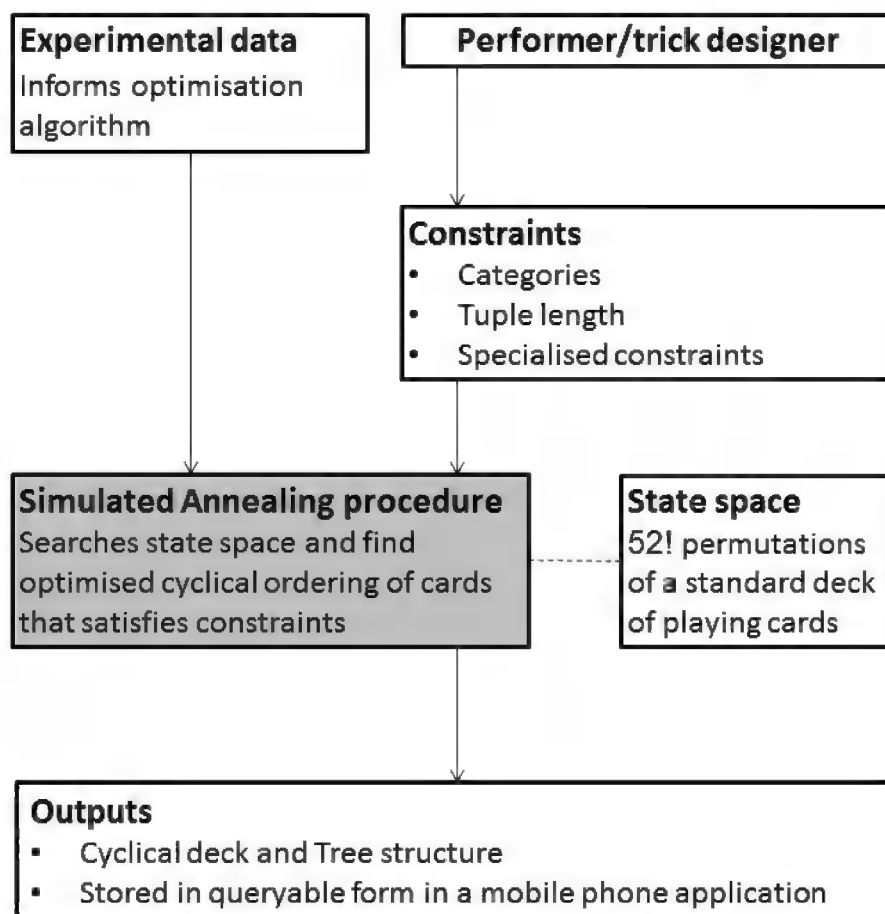 Experimental data
Informs optimisation
algorithm
Performer/trick designer
Constraints
• Categories
• Tuple length
• Specialised constraints
Simulated Annealing procedure
Searches state space and find
optimised cyclical ordering of cards
that satisfies constraints
State space
52! permutations
of a standard deck
of playing cards
Outputs
▪ Cyclical deck and Tree structure
▪ Stored in queryable form in a mobile phone application